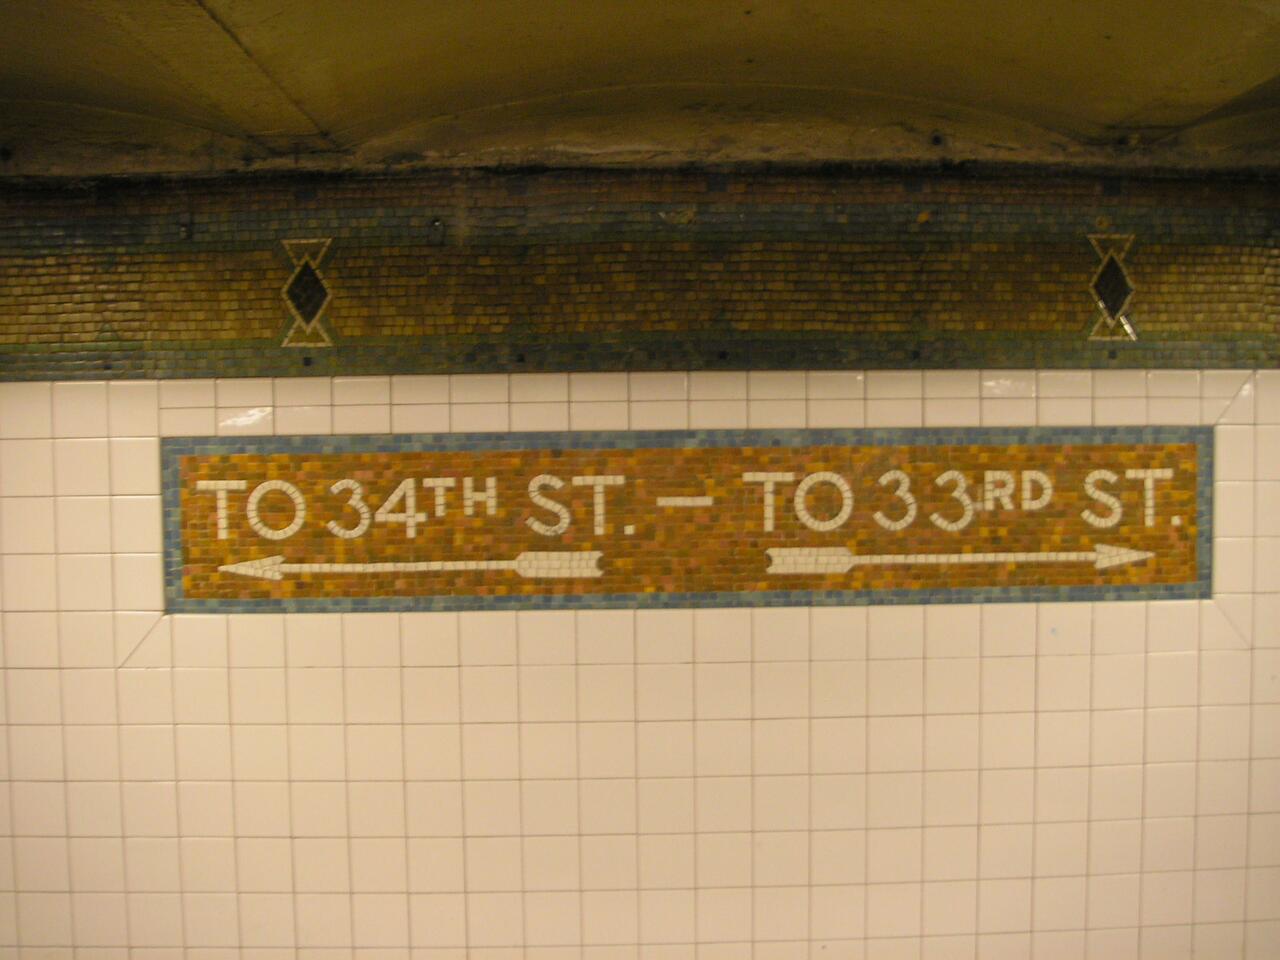 TO 34TH ST. — TO 33RD ST.